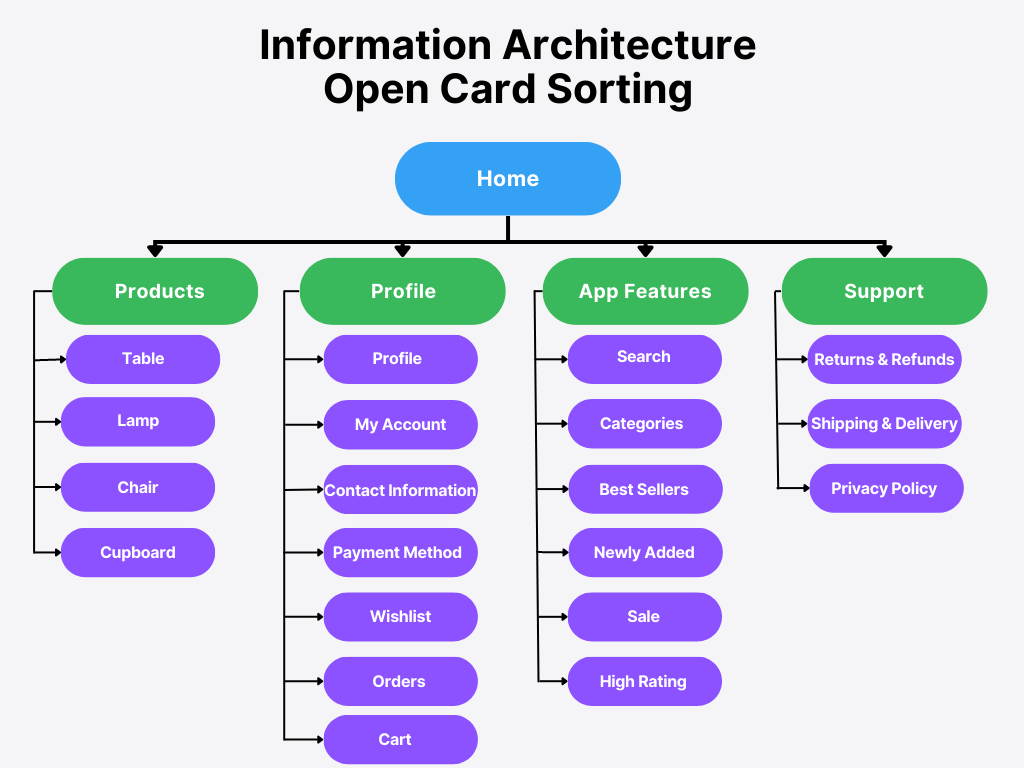 Information Architecture
Open Card Sorting
Home
Products
Profile
App Features
Support
Table
Lamp
Chair
Cupboard
Profile
My Account
Contact Information
Payment Method
Wishlist
Orders
Cart
Search
Categories
Best Sellers
Newly Added
Sale
High Rating
Returns & Refunds
Shipping & Delivery
Privacy Policy